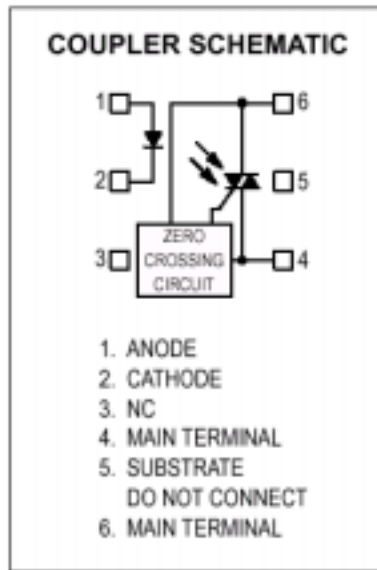 COUPLER SCHEMATIC
1 6
2 5
ZERO
3 CROSSING 4
CIRCUIT
1. ANODE
2. CATHODE
3. NC
4. MAIN TERMINAL
5. SUBSTRATE
DO NOT CONNECT
6. MAIN TERMINAL